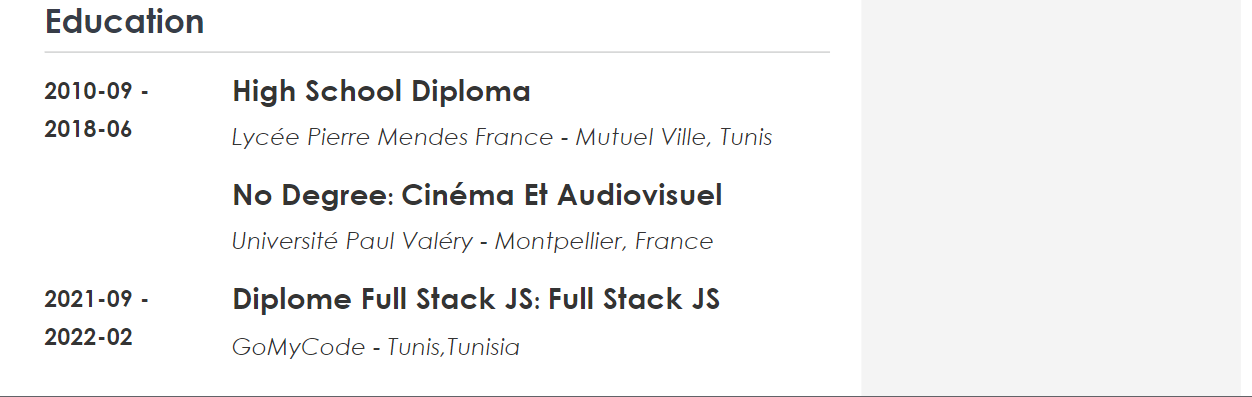 Education
2010-09 - High School Diploma
2018-06 Lycée Pierre Mendes France - Mutuel Ville, Tunis
No Degree: Cinéma Et Audiovisuel
Université Paul Valéry - Montpellier, France
2021-09 - Diplome Full Stack JS: Full Stack JS
2022-02 GoMyCode - Tunis,Tunisia